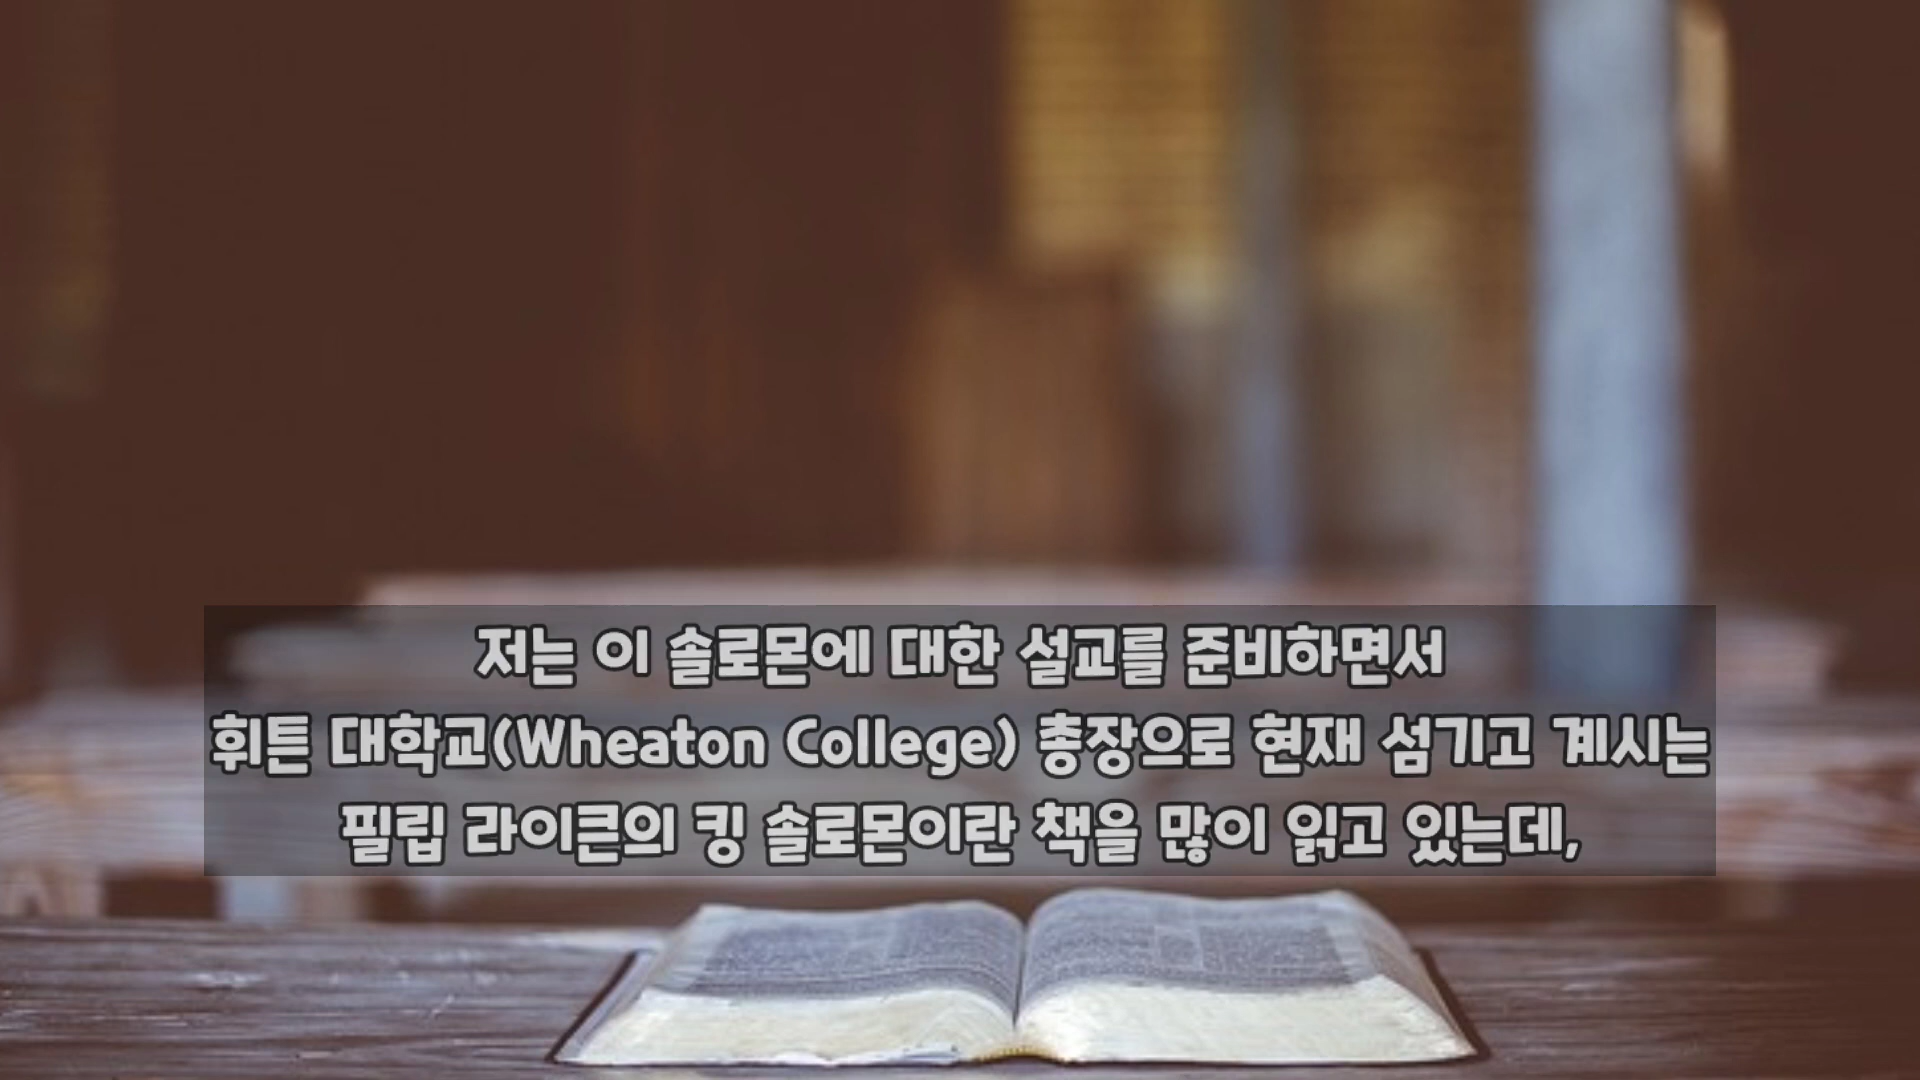 저는 이 솔로몬에 대한 설교를 준비하면서
휘튼 대학교(Wheaton College) 총장으로 현재 섬기고 계시는
필립 라이큰의 킹 솔로몬이란 책을 많이 읽고 있는데,